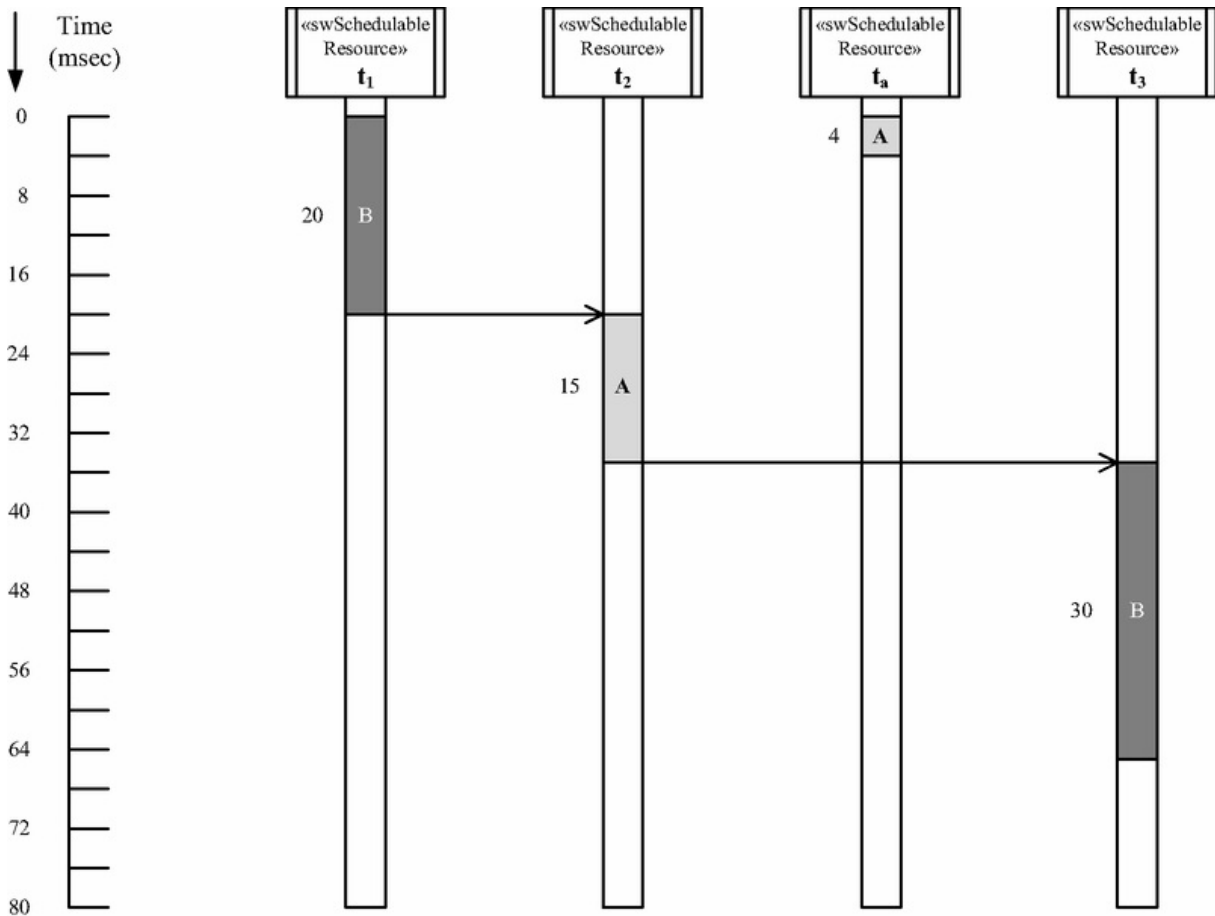 Time
(msec)
«swSchedulable
Resource»
t₁
«swSchedulable
Resource»
t₂
«swSchedulable
Resource»
tₐ
«swSchedulable
Resource»
t₃
0
8
16
24
32
40
48
56
64
72
80
20
B
15
A
4
A
30
B